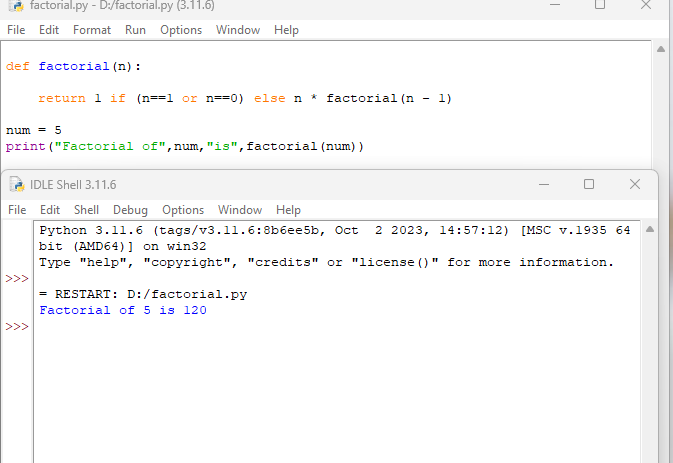 factorial.py - D:/factorial.py (3.11.6)
File Edit Format Run Options Window Help
def factorial(n):
    return 1 if (n==1 or n==0) else n * factorial(n - 1)
num = 5
print("Factorial of",num,"is",factorial(num))
IDLE Shell 3.11.6
File Edit Shell Debug Options Window Help
Python 3.11.6 (tags/v3.11.6:8b6ee5b, Oct  2 2023, 14:57:12) [MSC v.1935 64
bit (AMD64)] on win32
Type "help", "copyright", "credits" or "license()" for more information.
>>>
= RESTART: D:/factorial.py
Factorial of 5 is 120
>>>